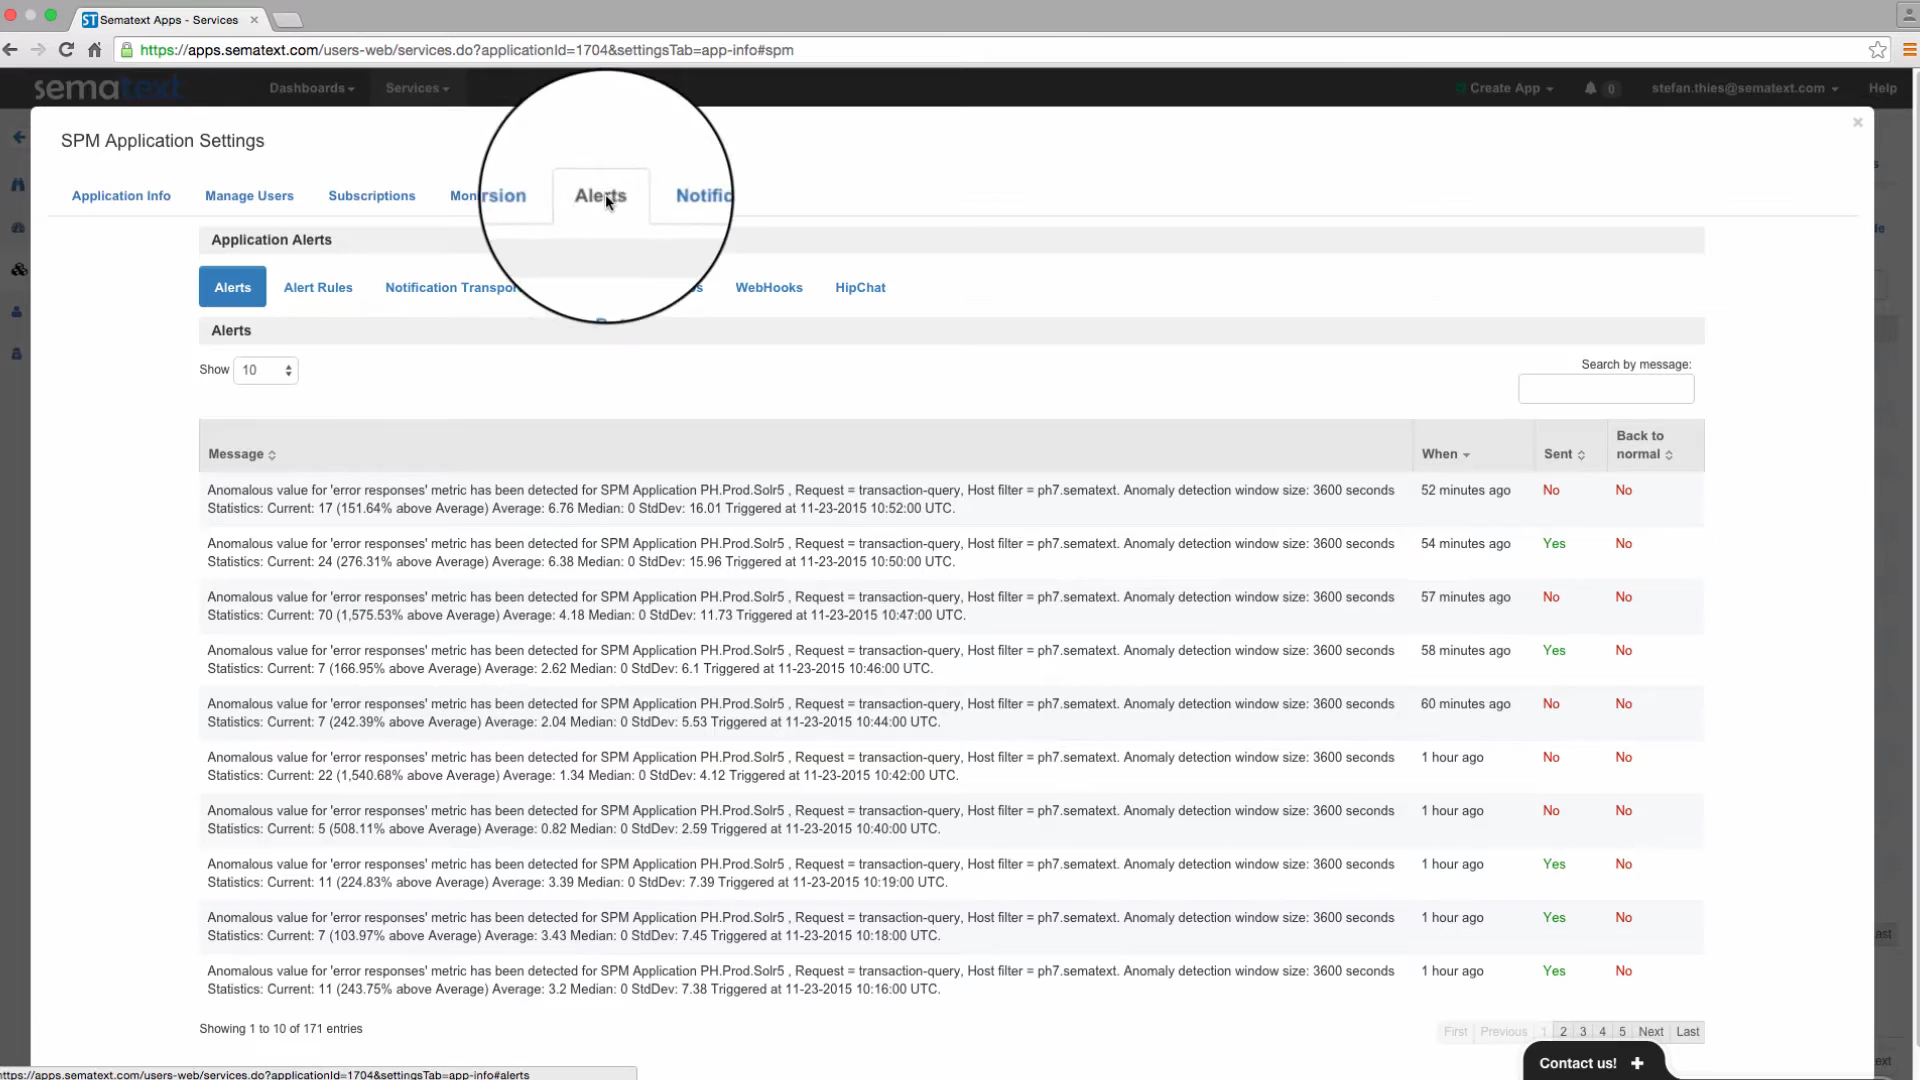 Sematext Apps - Services
https://apps.sematext.com/users-web/services.do?applicationId=1704&settingsTab=app-info#spm
sematext Dashboards Services Create App 0 stefan.thies@sematext.com Help
SPM Application Settings
Application Info Manage Users Subscriptions Alerts
Application Alerts
Alerts Alert Rules Notification WebHooks HipChat
Alerts
Show 10 Search by message:
Message When Sent Back to normal
Anomalous value for 'error responses' metric has been detected for SPM Application PH.Prod.Solr5 , Request = transaction-query, Host filter = ph7.sematext. Anomaly detection window size: 3600 seconds 52 minutes ago No No
Statistics: Current: 17 (151.64% above Average) Average: 6.76 Median: 0 StdDev: 16.01 Triggered at 11-23-2015 10:52:00 UTC.
Anomalous value for 'error responses' metric has been detected for SPM Application PH.Prod.Solr5 , Request = transaction-query, Host filter = ph7.sematext. Anomaly detection window size: 3600 seconds 54 minutes ago Yes No
Statistics: Current: 24 (276.31% above Average) Average: 6.38 Median: 0 StdDev: 15.96 Triggered at 11-23-2015 10:50:00 UTC.
Anomalous value for 'error responses' metric has been detected for SPM Application PH.Prod.Solr5 , Request = transaction-query, Host filter = ph7.sematext. Anomaly detection window size: 3600 seconds 57 minutes ago No No
Statistics: Current: 70 (1,575.53% above Average) Average: 4.18 Median: 0 StdDev: 11.73 Triggered at 11-23-2015 10:47:00 UTC.
Anomalous value for 'error responses' metric has been detected for SPM Application PH.Prod.Solr5 , Request = transaction-query, Host filter = ph7.sematext. Anomaly detection window size: 3600 seconds 58 minutes ago Yes No
Statistics: Current: 7 (166.95% above Average) Average: 2.62 Median: 0 StdDev: 6.1 Triggered at 11-23-2015 10:46:00 UTC.
Anomalous value for 'error responses' metric has been detected for SPM Application PH.Prod.Solr5 , Request = transaction-query, Host filter = ph7.sematext. Anomaly detection window size: 3600 seconds 60 minutes ago No No
Statistics: Current: 7 (242.39% above Average) Average: 2.04 Median: 0 StdDev: 5.53 Triggered at 11-23-2015 10:44:00 UTC.
Anomalous value for 'error responses' metric has been detected for SPM Application PH.Prod.Solr5 , Request = transaction-query, Host filter = ph7.sematext. Anomaly detection window size: 3600 seconds 1 hour ago No No
Statistics: Current: 22 (1,540.68% above Average) Average: 1.34 Median: 0 StdDev: 4.12 Triggered at 11-23-2015 10:42:00 UTC.
Anomalous value for 'error responses' metric has been detected for SPM Application PH.Prod.Solr5 , Request = transaction-query, Host filter = ph7.sematext. Anomaly detection window size: 3600 seconds 1 hour ago No No
Statistics: Current: 5 (508.11% above Average) Average: 0.82 Median: 0 StdDev: 2.59 Triggered at 11-23-2015 10:40:00 UTC.
Anomalous value for 'error responses' metric has been detected for SPM Application PH.Prod.Solr5 , Request = transaction-query, Host filter = ph7.sematext. Anomaly detection window size: 3600 seconds 1 hour ago Yes No
Statistics: Current: 11 (224.83% above Average) Average: 3.39 Median: 0 StdDev: 7.39 Triggered at 11-23-2015 10:19:00 UTC.
Anomalous value for 'error responses' metric has been detected for SPM Application PH.Prod.Solr5 , Request = transaction-query, Host filter = ph7.sematext. Anomaly detection window size: 3600 seconds 1 hour ago Yes No
Statistics: Current: 7 (103.97% above Average) Average: 3.43 Median: 0 StdDev: 7.45 Triggered at 11-23-2015 10:18:00 UTC.
Anomalous value for 'error responses' metric has been detected for SPM Application PH.Prod.Solr5 , Request = transaction-query, Host filter = ph7.sematext. Anomaly detection window size: 3600 seconds 1 hour ago Yes No
Statistics: Current: 11 (243.75% above Average) Average: 3.2 Median: 0 StdDev: 7.38 Triggered at 11-23-2015 10:16:00 UTC.
Showing 1 to 10 of 171 entries First Previous 1 2 3 4 5 Next Last
Contact us! +
https://apps.sematext.com/users-web/services.do?applicationId=1704&settingsTab=app-info#alerts